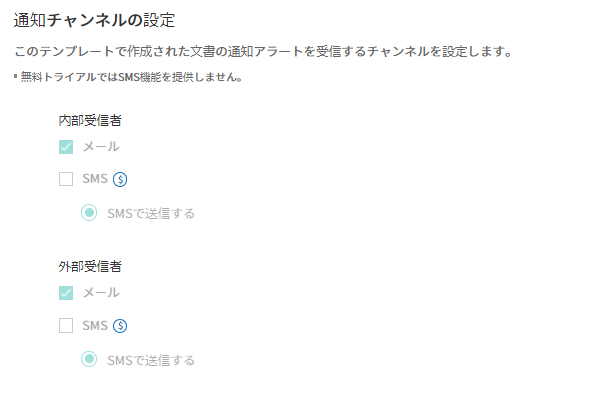 通知チャンネルの設定
このテンプレートで作成された文書の通知アラートを受信するチャンネルを設定します。
* 無料トライアルではSMS機能を提供しません。
内部受信者
メール
SMS $
SMSで送信する
外部受信者
メール
SMS $
SMSで送信する